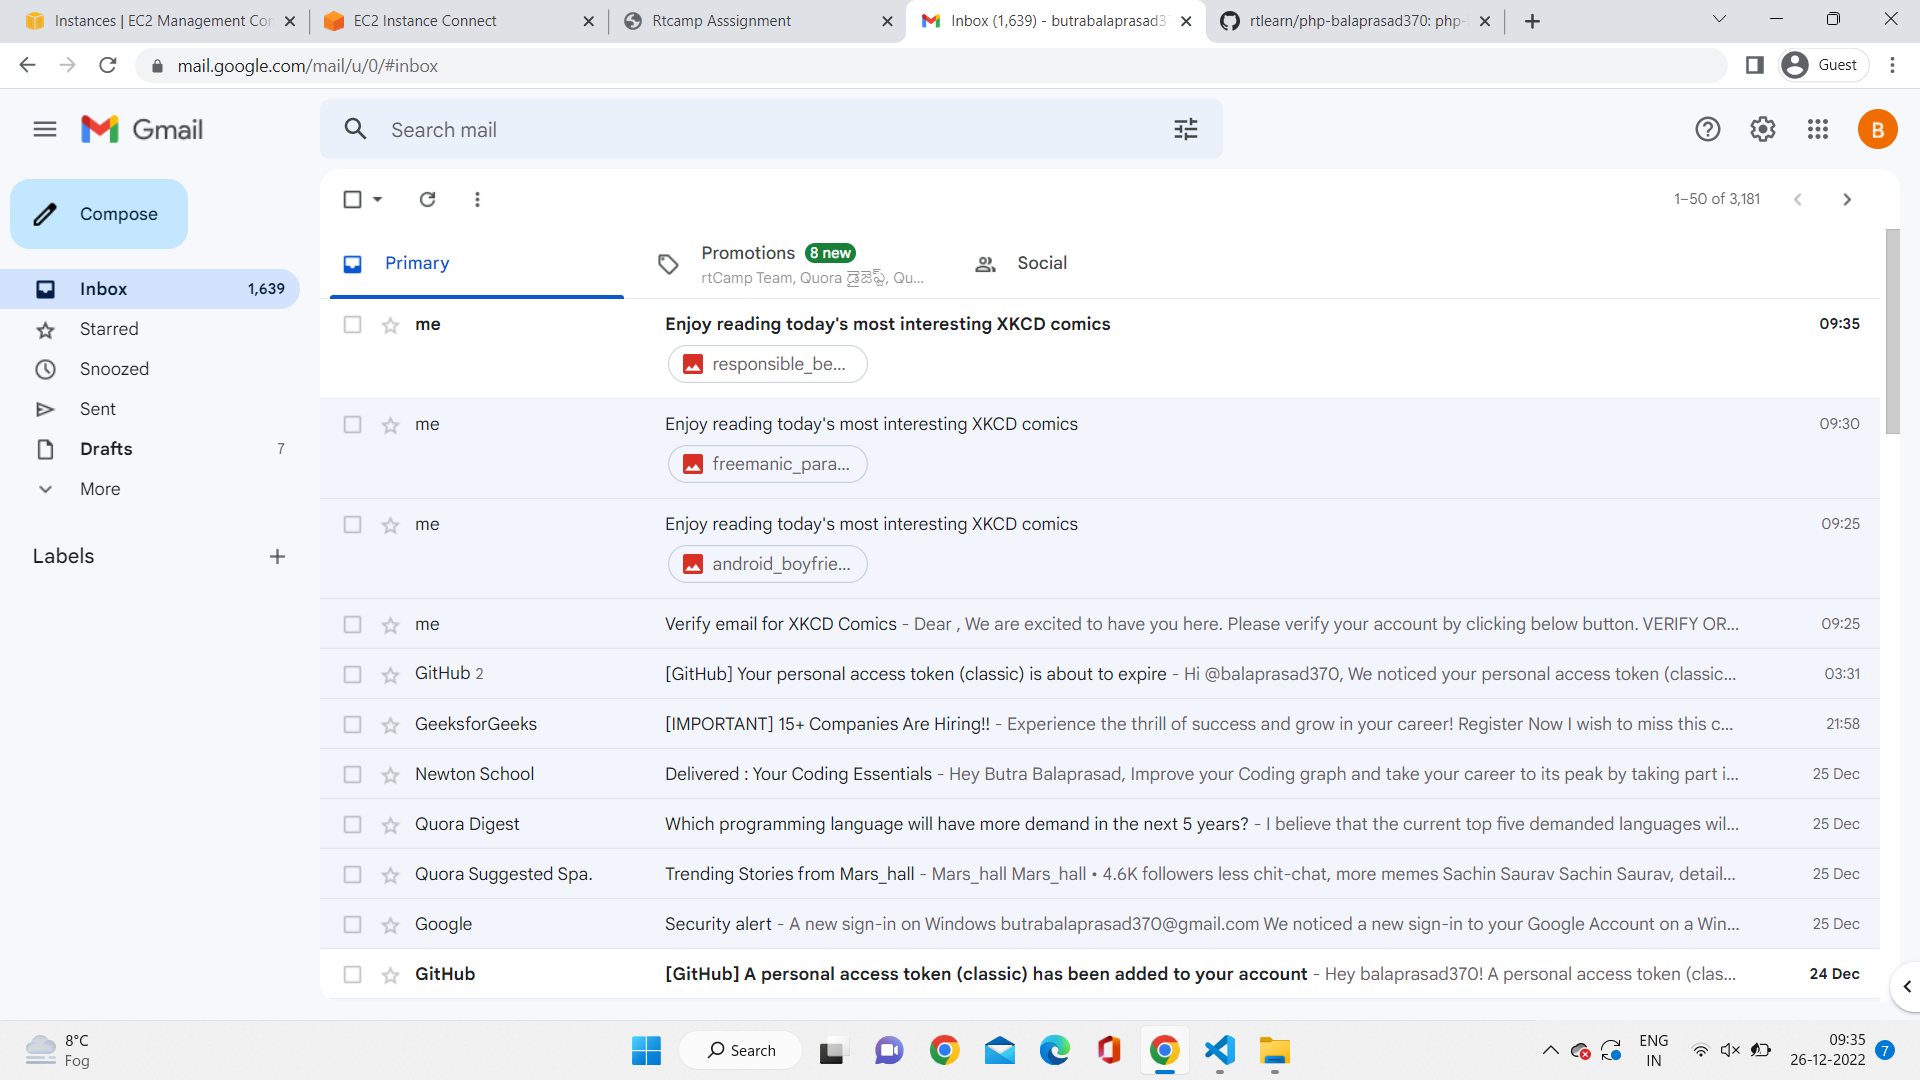 Instances | EC2 Management Con
EC2 Instance Connect
Rtcamp Asssignment
Inbox (1,639) - butrabalaprasad37
rtlearn/php-balaprasad370: php-
mail.google.com/mail/u/0/#inbox
Guest
Gmail
Search mail
B
Compose
1–50 of 3,181
Primary
Promotions 8 new
rtCamp Team, Quora డైజెస్ట్, Qu...
Social
Inbox 1,639
Starred
Snoozed
Sent
Drafts 7
More
Labels
me Enjoy reading today's most interesting XKCD comics 09:35
responsible_be...
me Enjoy reading today's most interesting XKCD comics 09:30
freemanic_para...
me Enjoy reading today's most interesting XKCD comics 09:25
android_boyfrie...
me Verify email for XKCD Comics - Dear , We are excited to have you here. Please verify your account by clicking below button. VERIFY OR... 09:25
GitHub 2 [GitHub] Your personal access token (classic) is about to expire - Hi @balaprasad370, We noticed your personal access token (classic... 03:31
GeeksforGeeks [IMPORTANT] 15+ Companies Are Hiring!! - Experience the thrill of success and grow in your career! Register Now I wish to miss this c... 21:58
Newton School Delivered : Your Coding Essentials - Hey Butra Balaprasad, Improve your Coding graph and take your career to its peak by taking part i... 25 Dec
Quora Digest Which programming language will have more demand in the next 5 years? - I believe that the current top five demanded languages wil... 25 Dec
Quora Suggested Spa. Trending Stories from Mars_hall - Mars_hall Mars_hall • 4.6K followers less chit-chat, more memes Sachin Saurav Sachin Saurav, detail... 25 Dec
Google Security alert - A new sign-in on Windows butrabalaprasad370@gmail.com We noticed a new sign-in to your Google Account on a Win... 25 Dec
GitHub [GitHub] A personal access token (classic) has been added to your account - Hey balaprasad370! A personal access token (clas... 24 Dec
8°C
Fog
Search
ENG
IN
09:35
26-12-2022
7